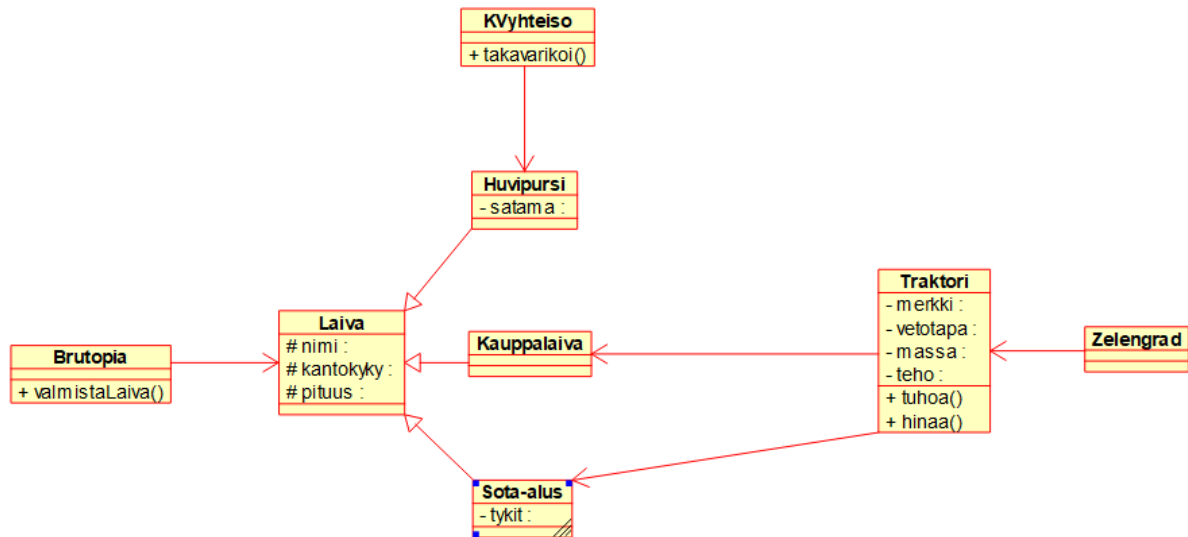 KVyhteiso
+ takavarikoi()
Huvipursi
- satama :
Laiva
# nimi :
# kantokyky :
# pituus :
Brutopia
+ valmistaLaiva()
Kauppalaiva
Traktori
- merkki :
- vetotapa :
- massa :
- teho :
+ tuhoa()
+ hinaa()
Zelengrad
Sota-alus
- tykit :